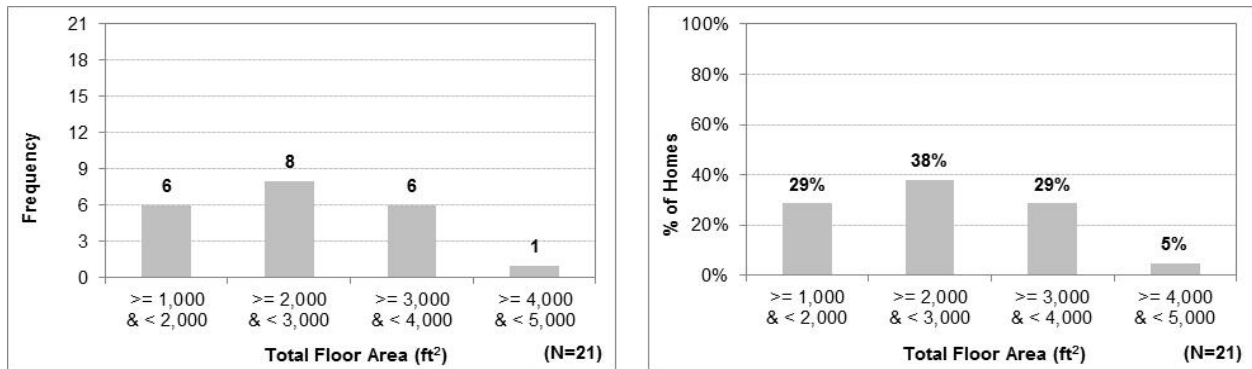 21
18
15
12
9
6
3
0
Frequency
6
8
6
1
>= 1,000
& < 2,000
>= 2,000
& < 3,000
>= 3,000
& < 4,000
>= 4,000
& < 5,000
Total Floor Area (ft²)
(N=21)
100%
80%
60%
40%
20%
0%
% of Homes
29%
38%
29%
5%
>= 1,000
& < 2,000
>= 2,000
& < 3,000
>= 3,000
& < 4,000
>= 4,000
& < 5,000
Total Floor Area (ft²)
(N=21)